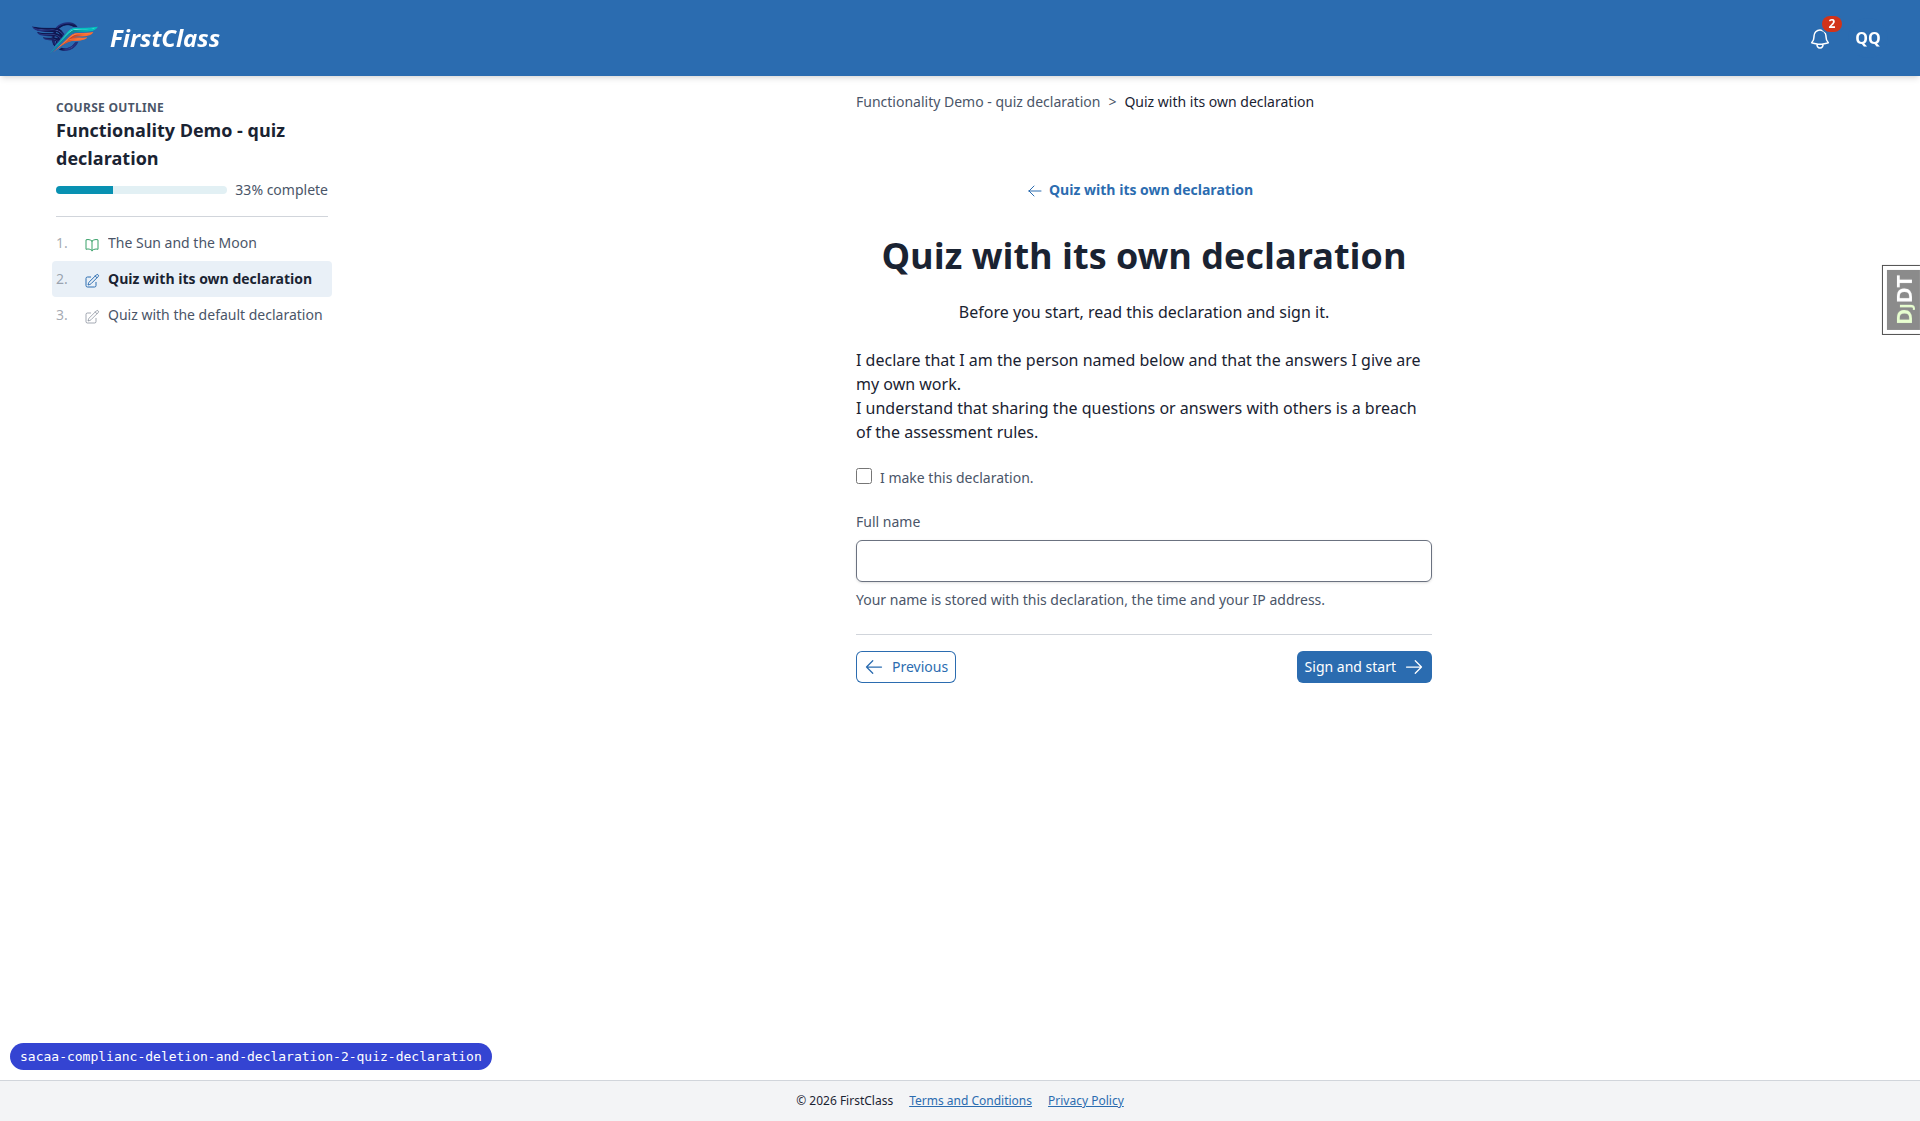 FirstClass
2
QQ
COURSE OUTLINE
Functionality Demo - quiz
declaration
33% complete
1. The Sun and the Moon
2. Quiz with its own declaration
3. Quiz with the default declaration
Functionality Demo - quiz declaration > Quiz with its own declaration
← Quiz with its own declaration
Quiz with its own declaration
Before you start, read this declaration and sign it.
I declare that I am the person named below and that the answers I give are
my own work.
I understand that sharing the questions or answers with others is a breach
of the assessment rules.
I make this declaration.
Full name
Your name is stored with this declaration, the time and your IP address.
← Previous
Sign and start →
DJDT
sacaa-complianc-deletion-and-declaration-2-quiz-declaration
© 2026 FirstClass Terms and Conditions Privacy Policy